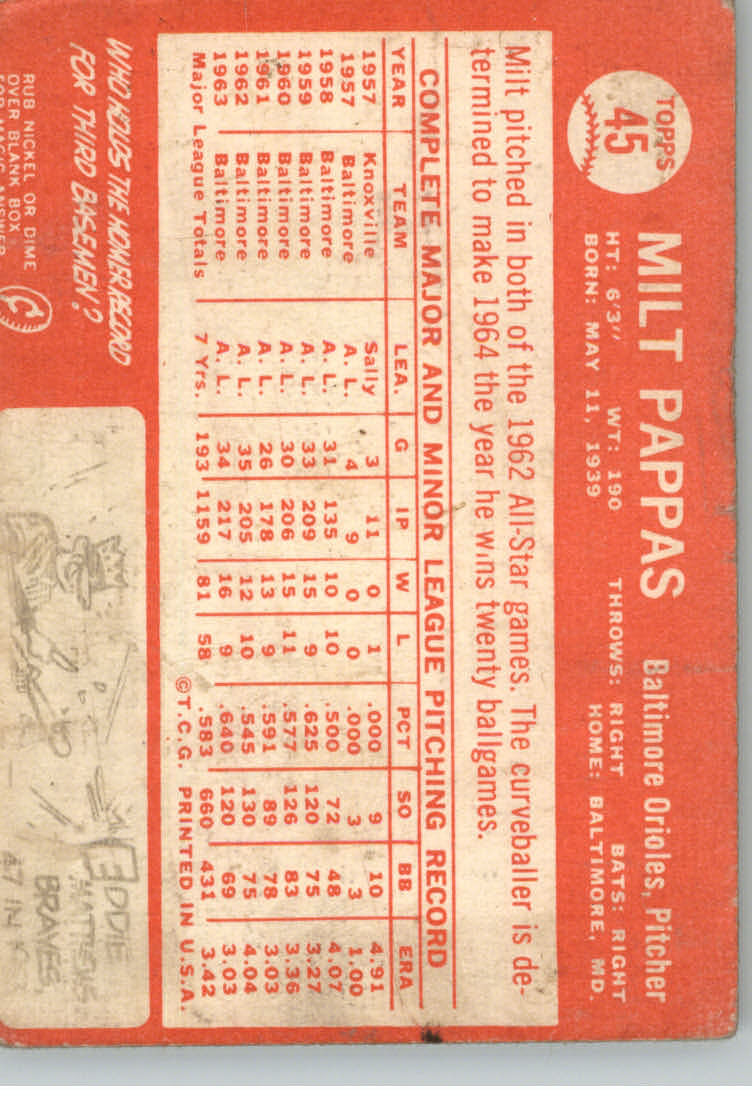 TOPPS
45
MILT PAPPAS Baltimore Orioles, Pitcher
HT: 6'3" WT: 190 THROWS: RIGHT BATS: RIGHT
BORN: MAY 11, 1939 HOME: BALTIMORE, MD.
Milt pitched in both of the 1962 All-Star games. The curveballer is de-
termined to make 1964 the year he wins twenty ballgames.
COMPLETE MAJOR AND MINOR LEAGUE PITCHING RECORD
YEAR TEAM LEA. G IP W L PCT SO BB ERA
1957 Knoxville Sally 3 11 0 1 .000 9 10 4.91
1957 Baltimore A. L. 4 9 0 0 .000 3 3 1.00
1958 Baltimore A. L. 31 135 10 10 .500 72 48 4.07
1959 Baltimore A. L. 33 209 15 9 .625 120 75 3.27
1960 Baltimore A. L. 30 206 15 11 .577 126 83 3.36
1961 Baltimore A. L. 26 178 13 9 .591 89 78 3.03
1962 Baltimore A. L. 35 205 12 10 .545 130 75 4.04
1963 Baltimore A. L. 34 217 16 9 .640 120 69 3.03
Major League Totals 7 Yrs. 193 1159 81 58 .583 660 431 3.42
©T.C.G. PRINTED IN U.S.A.
WHO HOLDS THE HOMER RECORD
FOR THIRD BASEMEN?
RUB NICKEL OR DIME
OVER BLANK BOX
FOR MAGIC ANSWER
EDDIE
MATTHEWS
BRAVES,
47 IN